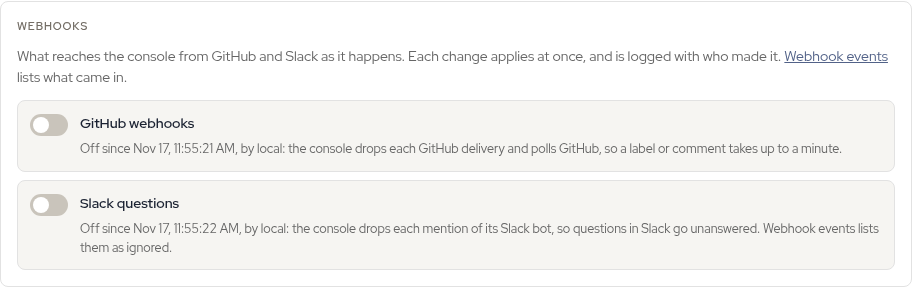 WEBHOOKS
What reaches the console from GitHub and Slack as it happens. Each change applies at once, and is logged with who made it. Webhook events
lists what came in.
GitHub webhooks
Off since Nov 17, 11:55:21 AM, by local: the console drops each GitHub delivery and polls GitHub, so a label or comment takes up to a minute.
Slack questions
Off since Nov 17, 11:55:22 AM, by local: the console drops each mention of its Slack bot, so questions in Slack go unanswered. Webhook events lists
them as ignored.